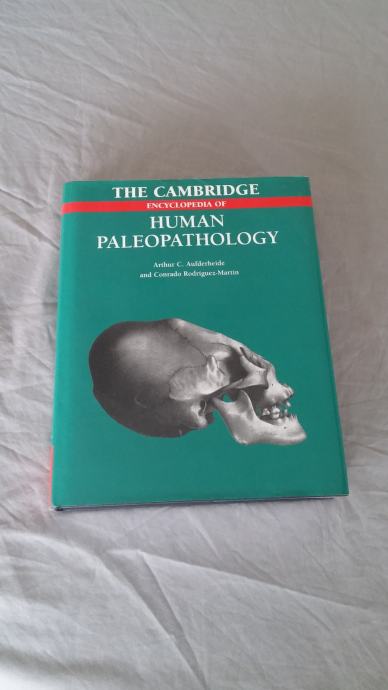 THE CAMBRIDGE
ENCYCLOPEDIA OF
HUMAN
PALEOPATHOLOGY
Arthur C. Aufderheide
and Conrado Rodríguez-Martín